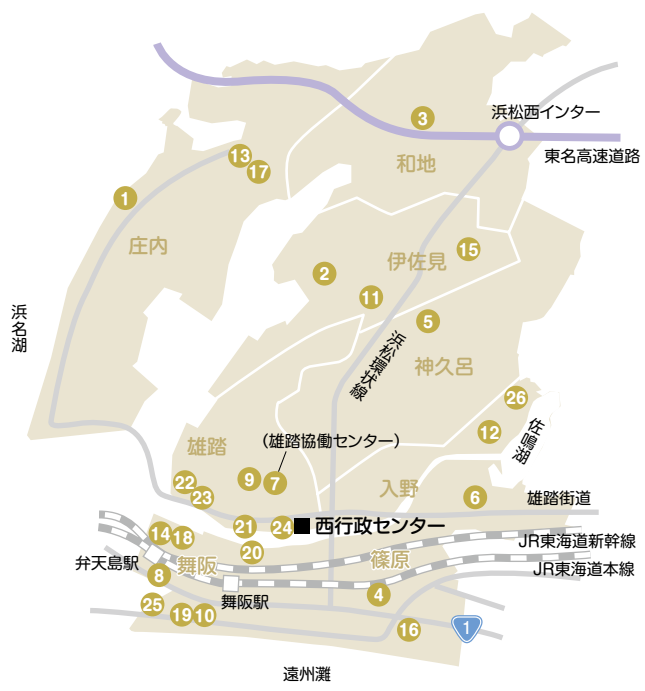 浜松西インター
3
東名高速道路
13
和地
17
1
庄内
15
伊佐見
2
11
浜名湖
5
浜松環状線
神久呂
26
佐鳴湖
12
雄踏
(雄踏協働センター)
9
7
22
23
入野
6
雄踏街道
21
24
■西行政センター
14
18
20
JR東海道新幹線
弁天島駅
舞阪
篠原
JR東海道本線
8
舞阪駅
4
25
19
10
16
1
遠州灘